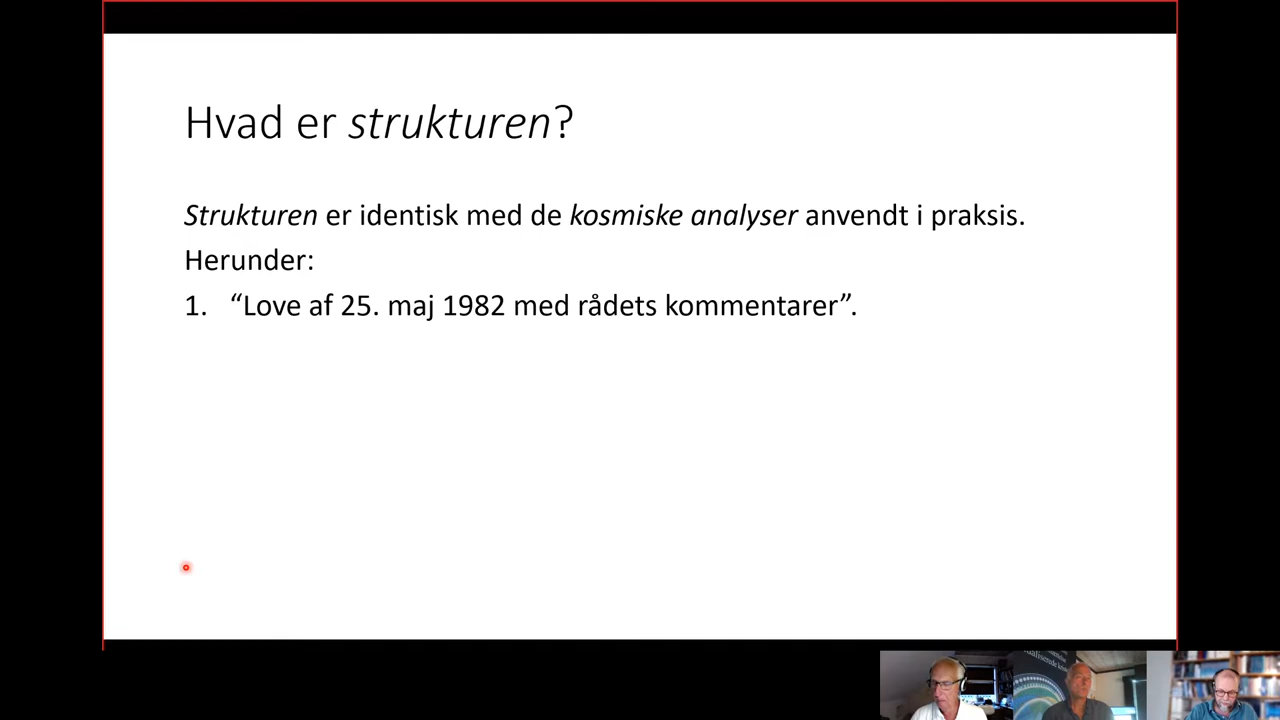 Hvad er strukturen?
Strukturen er identisk med de kosmiske analyser anvendt i praksis.
Herunder:
1. “Love af 25. maj 1982 med rådets kommentarer”.